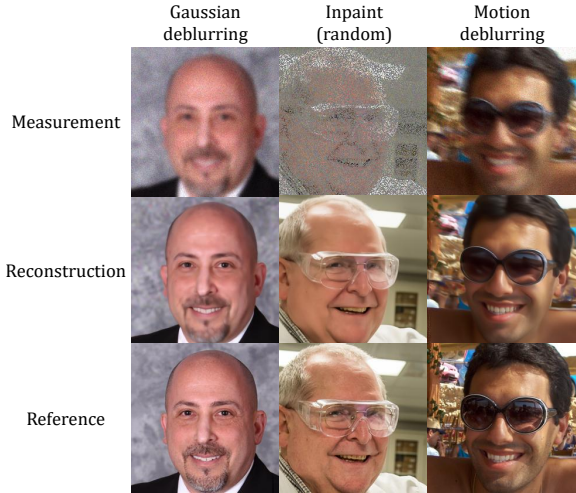 Gaussian
deblurring
Inpaint
(random)
Motion
deblurring
Measurement
Reconstruction
Reference